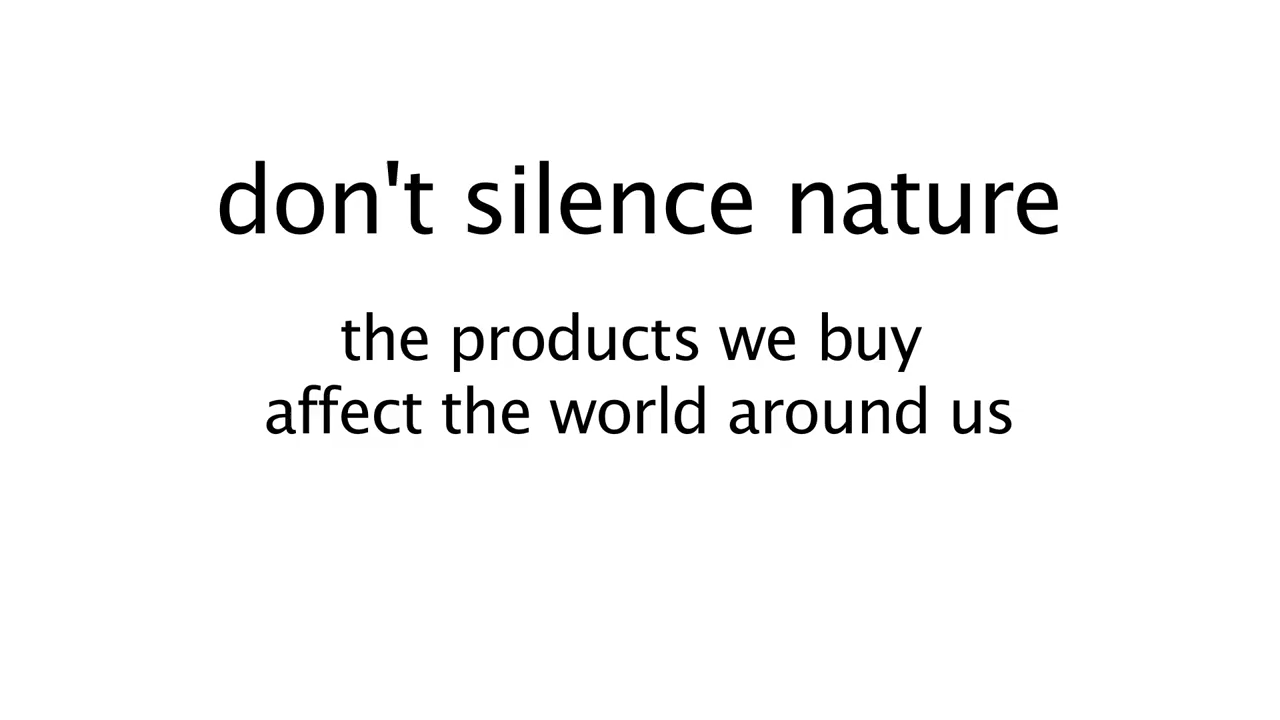 don't silence nature
the products we buy
affect the world around us